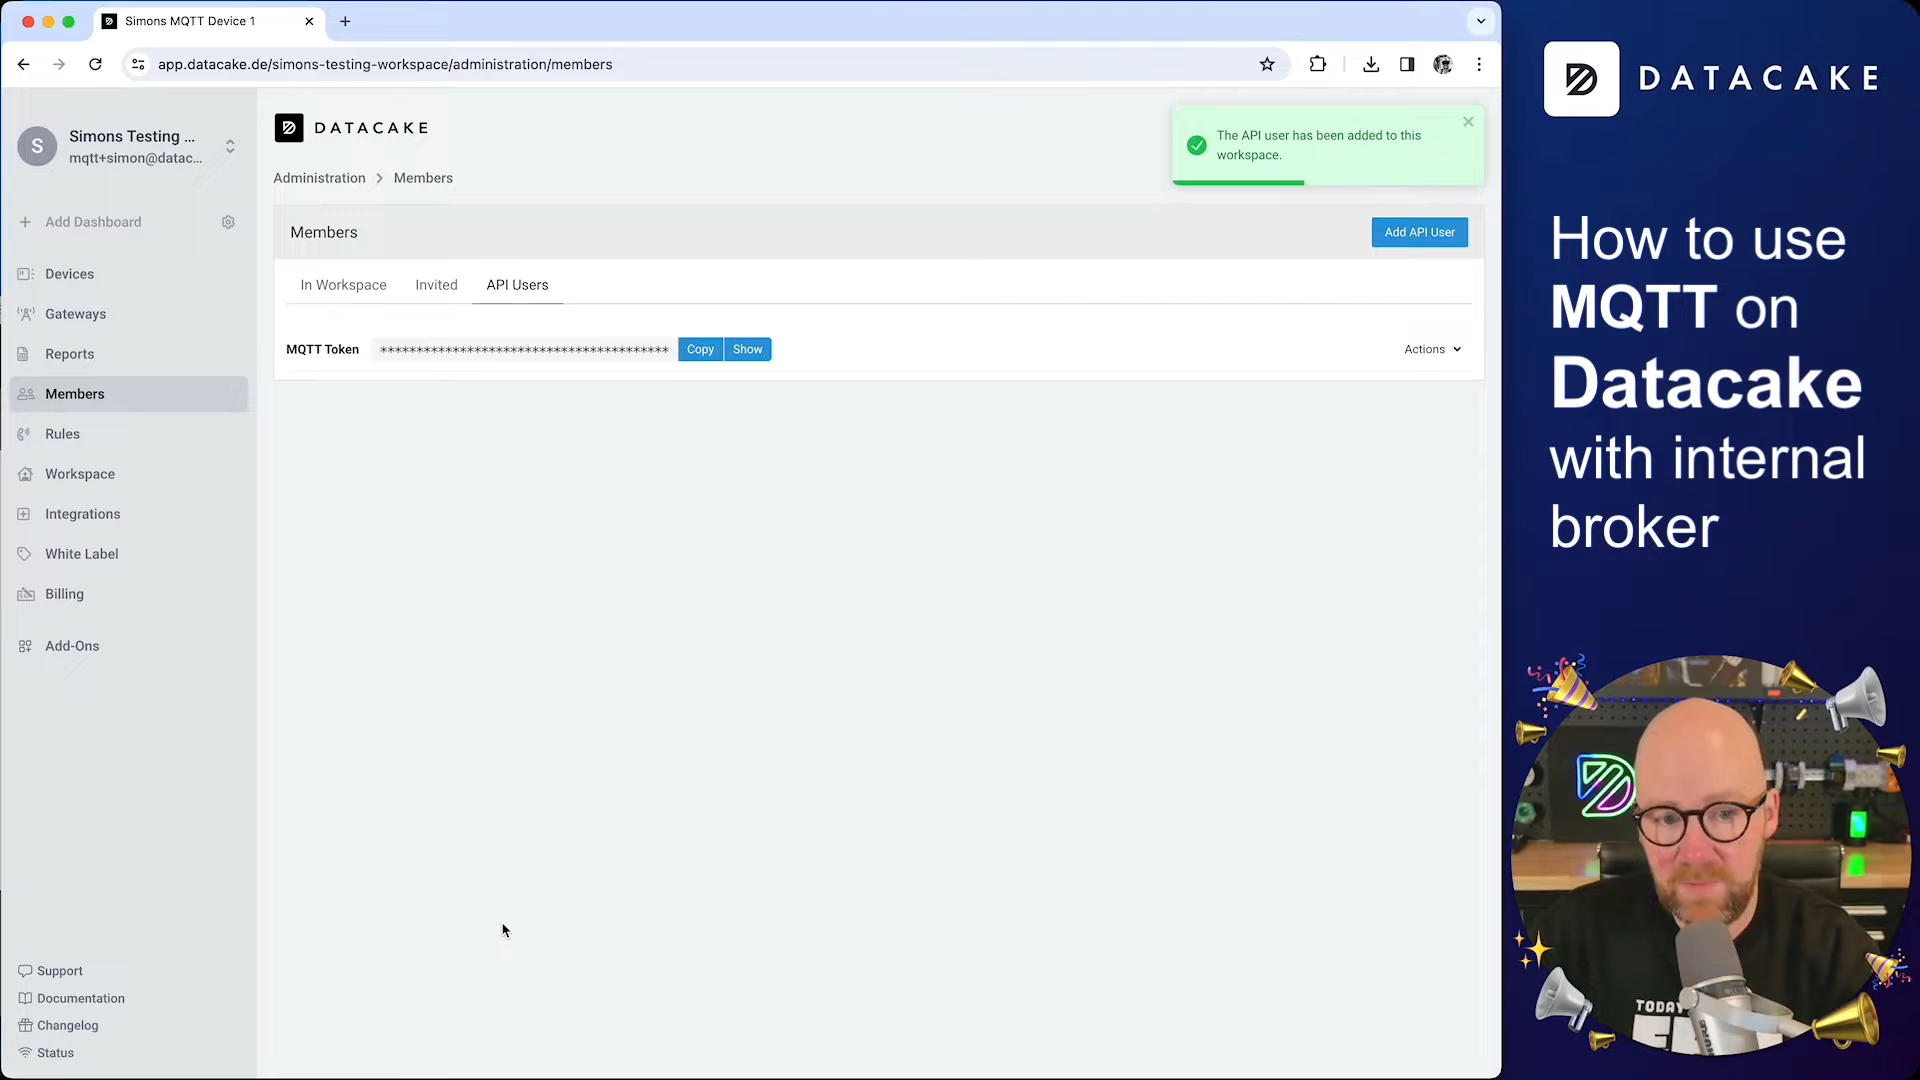 Simons MQTT Device 1
app.datacake.de/simons-testing-workspace/administration/members
S
Simons Testing ...
mqtt+simon@datac...
Add Dashboard
Devices
Gateways
Reports
Members
Rules
Workspace
Integrations
White Label
Billing
Add-Ons
Support
Documentation
Changelog
Status
DATACAKE
Administration
Members
The API user has been added to this
workspace.
Members
Add API User
In Workspace
Invited
API Users
MQTT Token
****************************************
Copy
Show
Actions
DATACAKE
How to use
MQTT on
Datacake
with internal
broker
TODAY